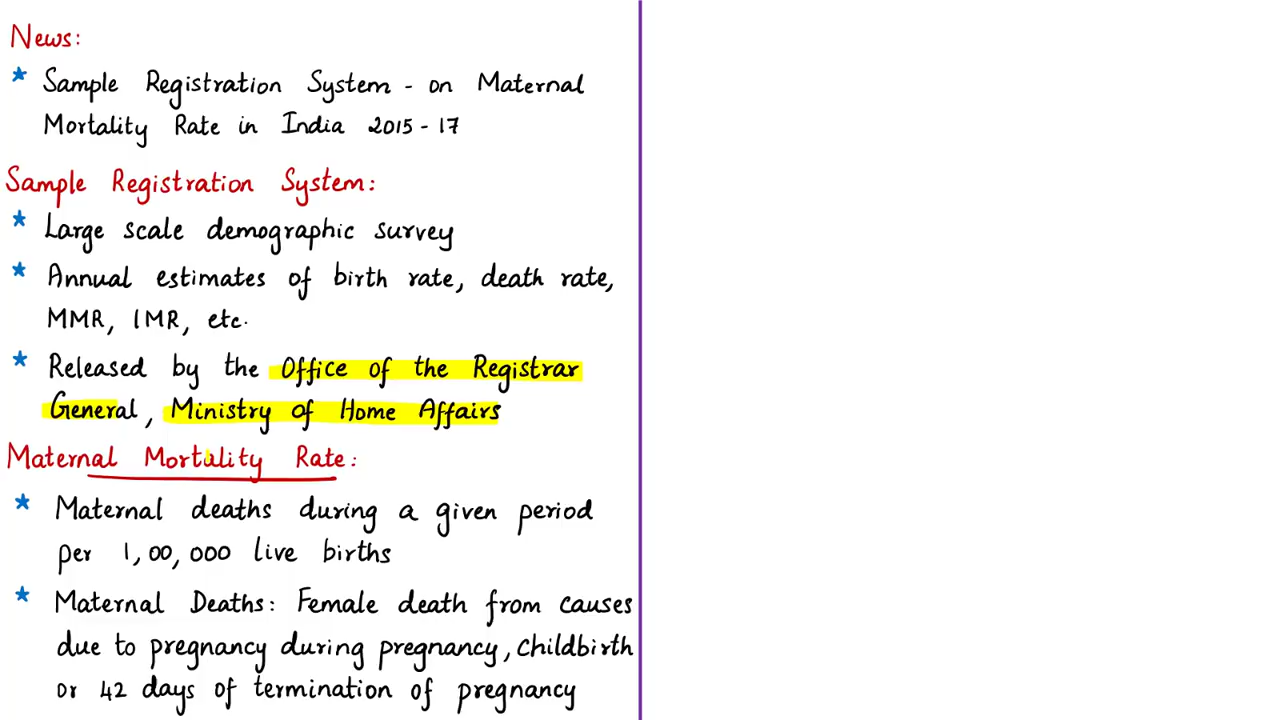 News:
* Sample Registration System - on Maternal
Mortality Rate in India 2015 - 17
Sample Registration System:
* Large scale demographic survey
* Annual estimates of birth rate, death rate,
MMR, IMR, etc.
* Released by the Office of the Registrar
General, Ministry of Home Affairs
Maternal Mortality Rate:
* Maternal deaths during a given period
per 1,00,000 live births
* Maternal Deaths: Female death from causes
due to pregnancy during pregnancy, childbirth
or 42 days of termination of pregnancy